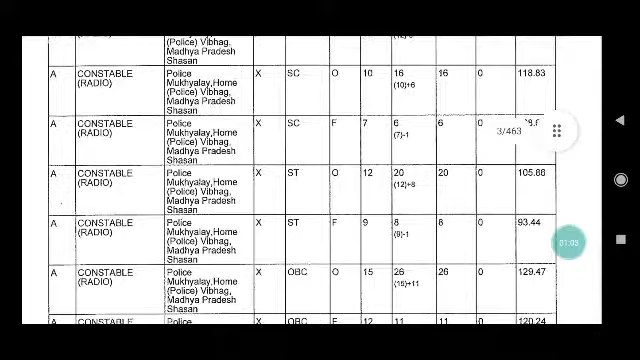 (Police) Vibhag,
Madhya Pradesh
Shasan
A CONSTABLE (RADIO) Police Mukhyalay,Home (Police) Vibhag, Madhya Pradesh Shasan X SC O 10 16 (10)+6 16 0 118.83
A CONSTABLE (RADIO) Police Mukhyalay,Home (Police) Vibhag, Madhya Pradesh Shasan X SC F 7 6 (7)-1 6 0
3/463
A CONSTABLE (RADIO) Police Mukhyalay,Home (Police) Vibhag, Madhya Pradesh Shasan X ST O 12 20 (12)+8 20 0 105.86
A CONSTABLE (RADIO) Police Mukhyalay,Home (Police) Vibhag, Madhya Pradesh Shasan X ST F 9 8 (9)-1 8 0 93.44
01:03
A CONSTABLE (RADIO) Police Mukhyalay,Home (Police) Vibhag, Madhya Pradesh Shasan X OBC O 15 26 (15)+11 26 0 129.47
A CONSTABLE Police X OBC F 12 11 11 0 120.24